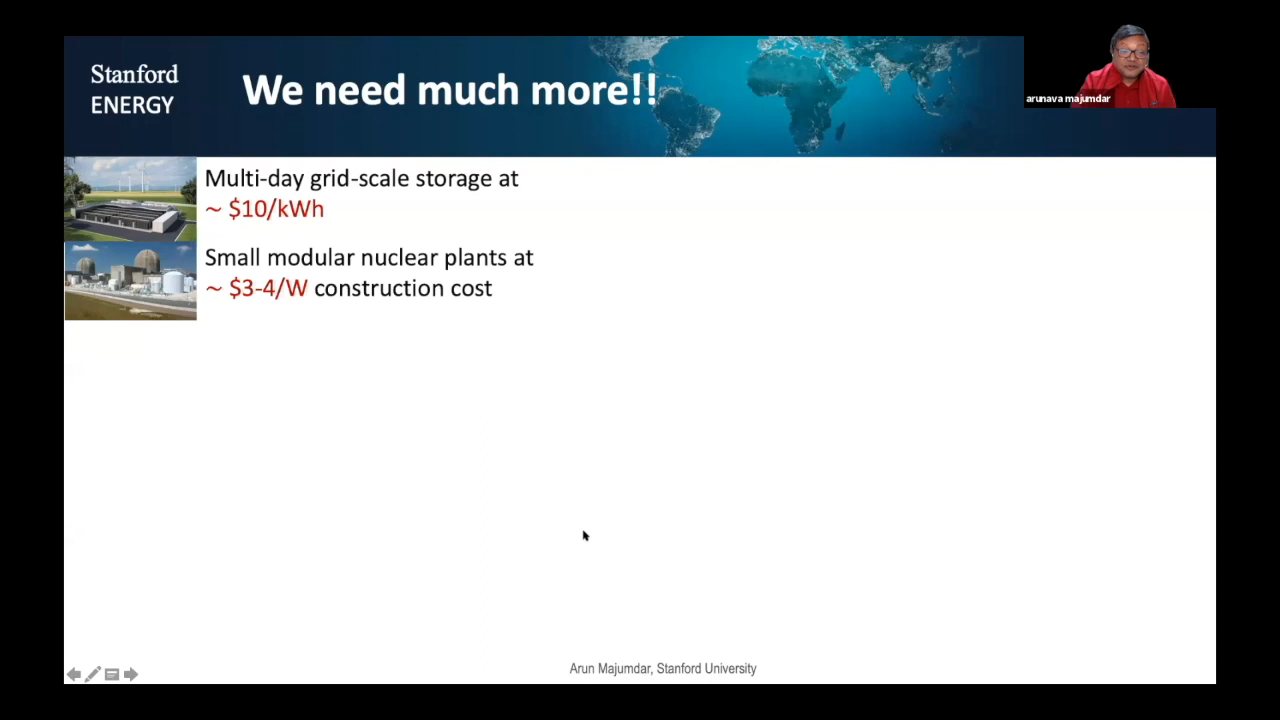 Stanford
ENERGY
We need much more!!
arunava majumdar
Multi-day grid-scale storage at
~ $10/kWh
Small modular nuclear plants at
~ $3-4/W construction cost
Arun Majumdar, Stanford University